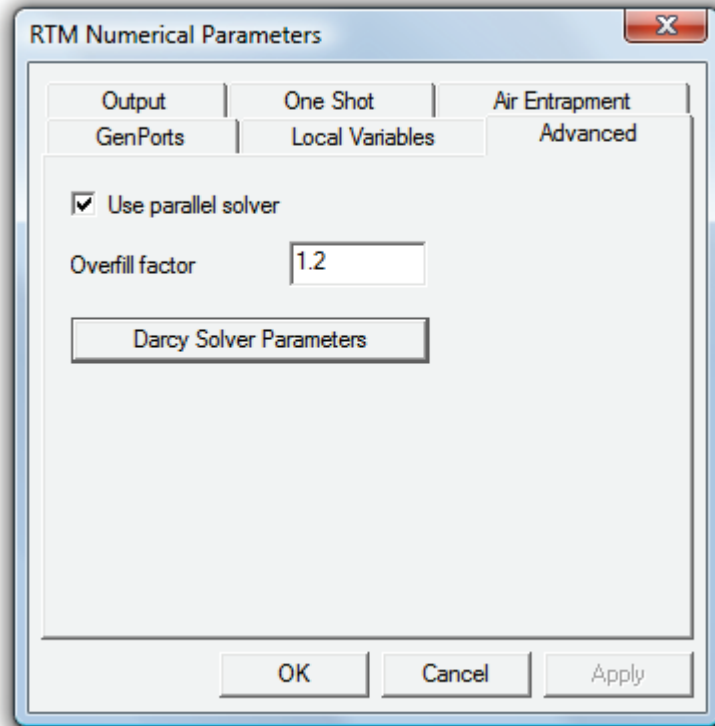 RTM Numerical Parameters
Output One Shot Air Entrapment
GenPorts Local Variables Advanced
Use parallel solver
Overfill factor 1.2
Darcy Solver Parameters
OK Cancel Apply